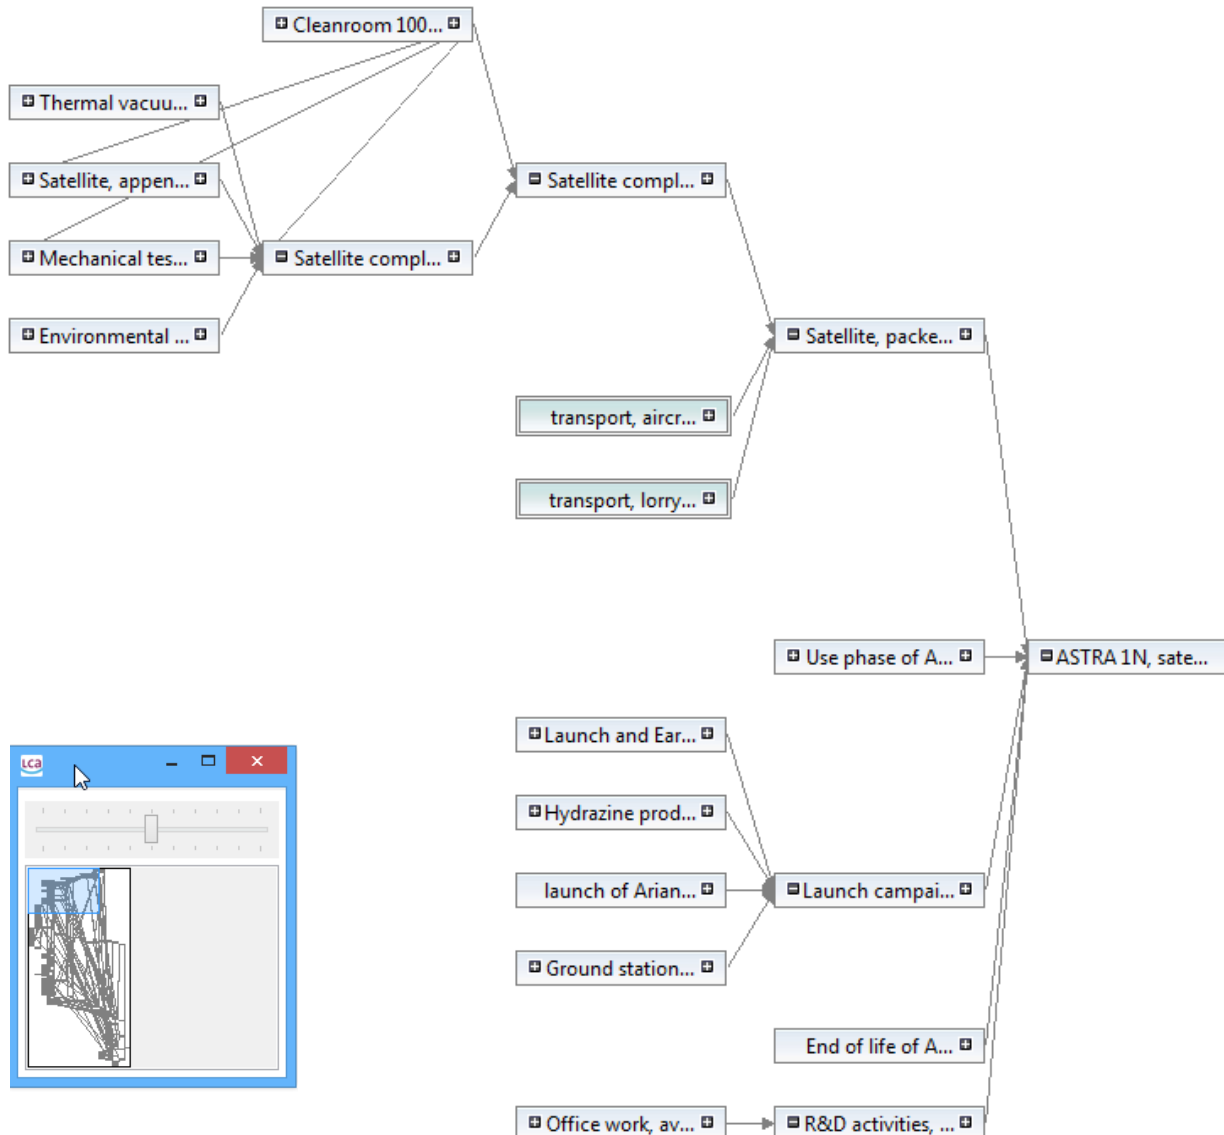 Cleanroom 100...
Thermal vacuu...
Satellite, appen...
Satellite compl...
Mechanical tes...
Satellite compl...
Environmental ...
Satellite, packe...
transport, aircr...
transport, lorry...
Use phase of A...
ASTRA 1N, sate...
Launch and Ear...
LCA
Hydrazine prod...
launch of Arian...
Launch campai...
Ground station...
End of life of A...
Office work, av...
R&D activities, ...